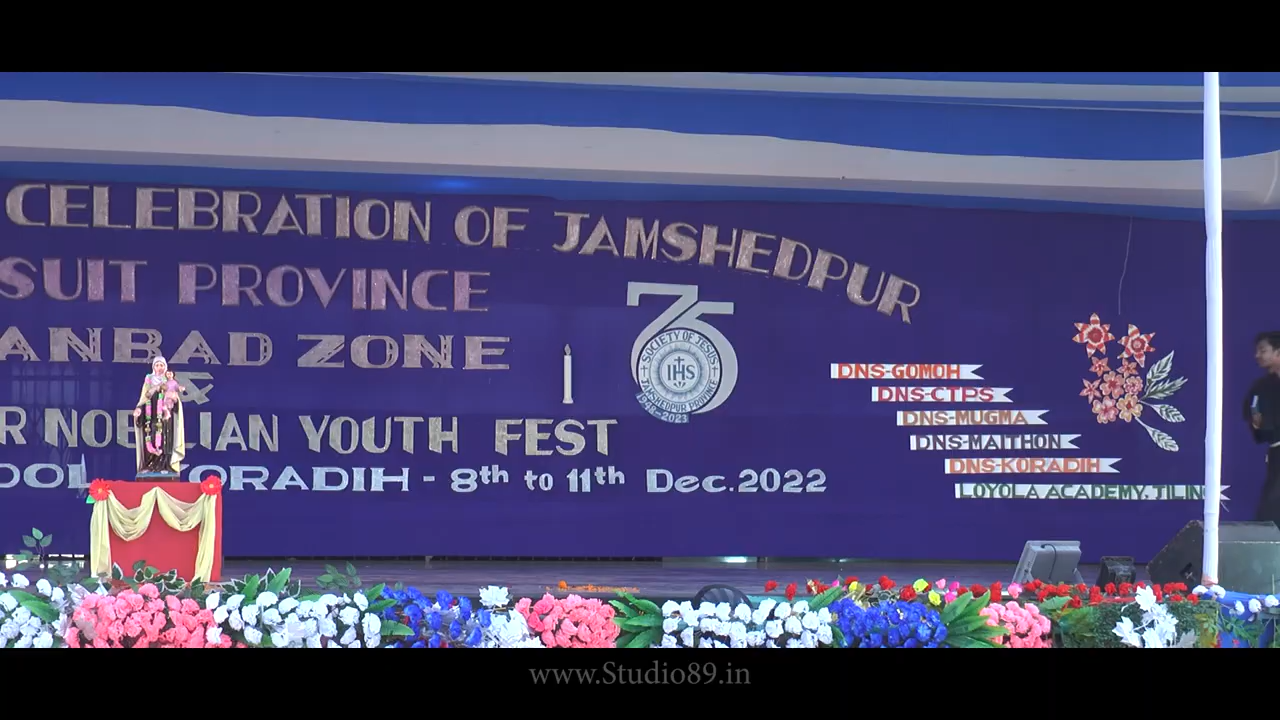 CELEBRATION OF JAMSHEDPUR
SUIT PROVINCE
ANBAD ZONE
&
R NOBILIAN YOUTH FEST
OOL KORADIH - 8th to 11th Dec. 2022
75
SOCIETY OF JESUS
IHS
JAMSHEDPUR PROVINCE
1948-2023
DNS-GOMOH
DNS-CTPS
DNS-MUGMA
DNS-MAITHON
DNS-KORADIH
LOYOLA ACADEMY.
www.Studio89.in